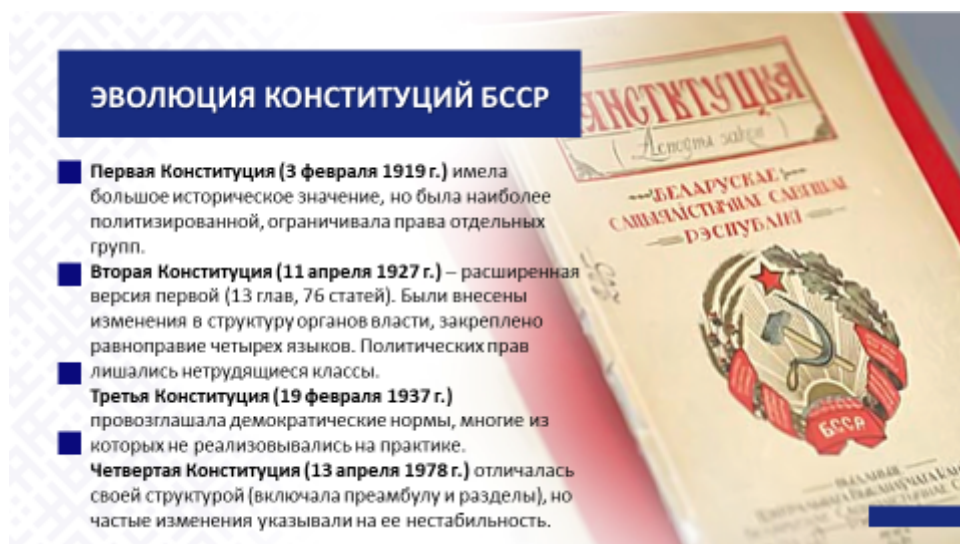 ЭВОЛЮЦИЯ КОНСТИТУЦИЙ БССР
Первая Конституция (3 февраля 1919 г.) имела
большое историческое значение, но была наиболее
политизированной, ограничивала права отдельных
групп.
Вторая Конституция (11 апреля 1927 г.) – расширенная
версия первой (13 глав, 76 статей). Были внесены
изменения в структуру органов власти, закреплено
равноправие четырех языков. Политических прав
лишались нетрудящиеся классы.
Третья Конституция (19 февраля 1937 г.)
провозглашала демократические нормы, многие из
которых не реализовывались на практике.
Четвертая Конституция (13 апреля 1978 г.) отличалась
своей структурой (включала преамбулу и разделы), но
частые изменения указывали на ее нестабильность.
БЕЛАРУСКАЕ
РЭСПУБЛІКІ
БССР